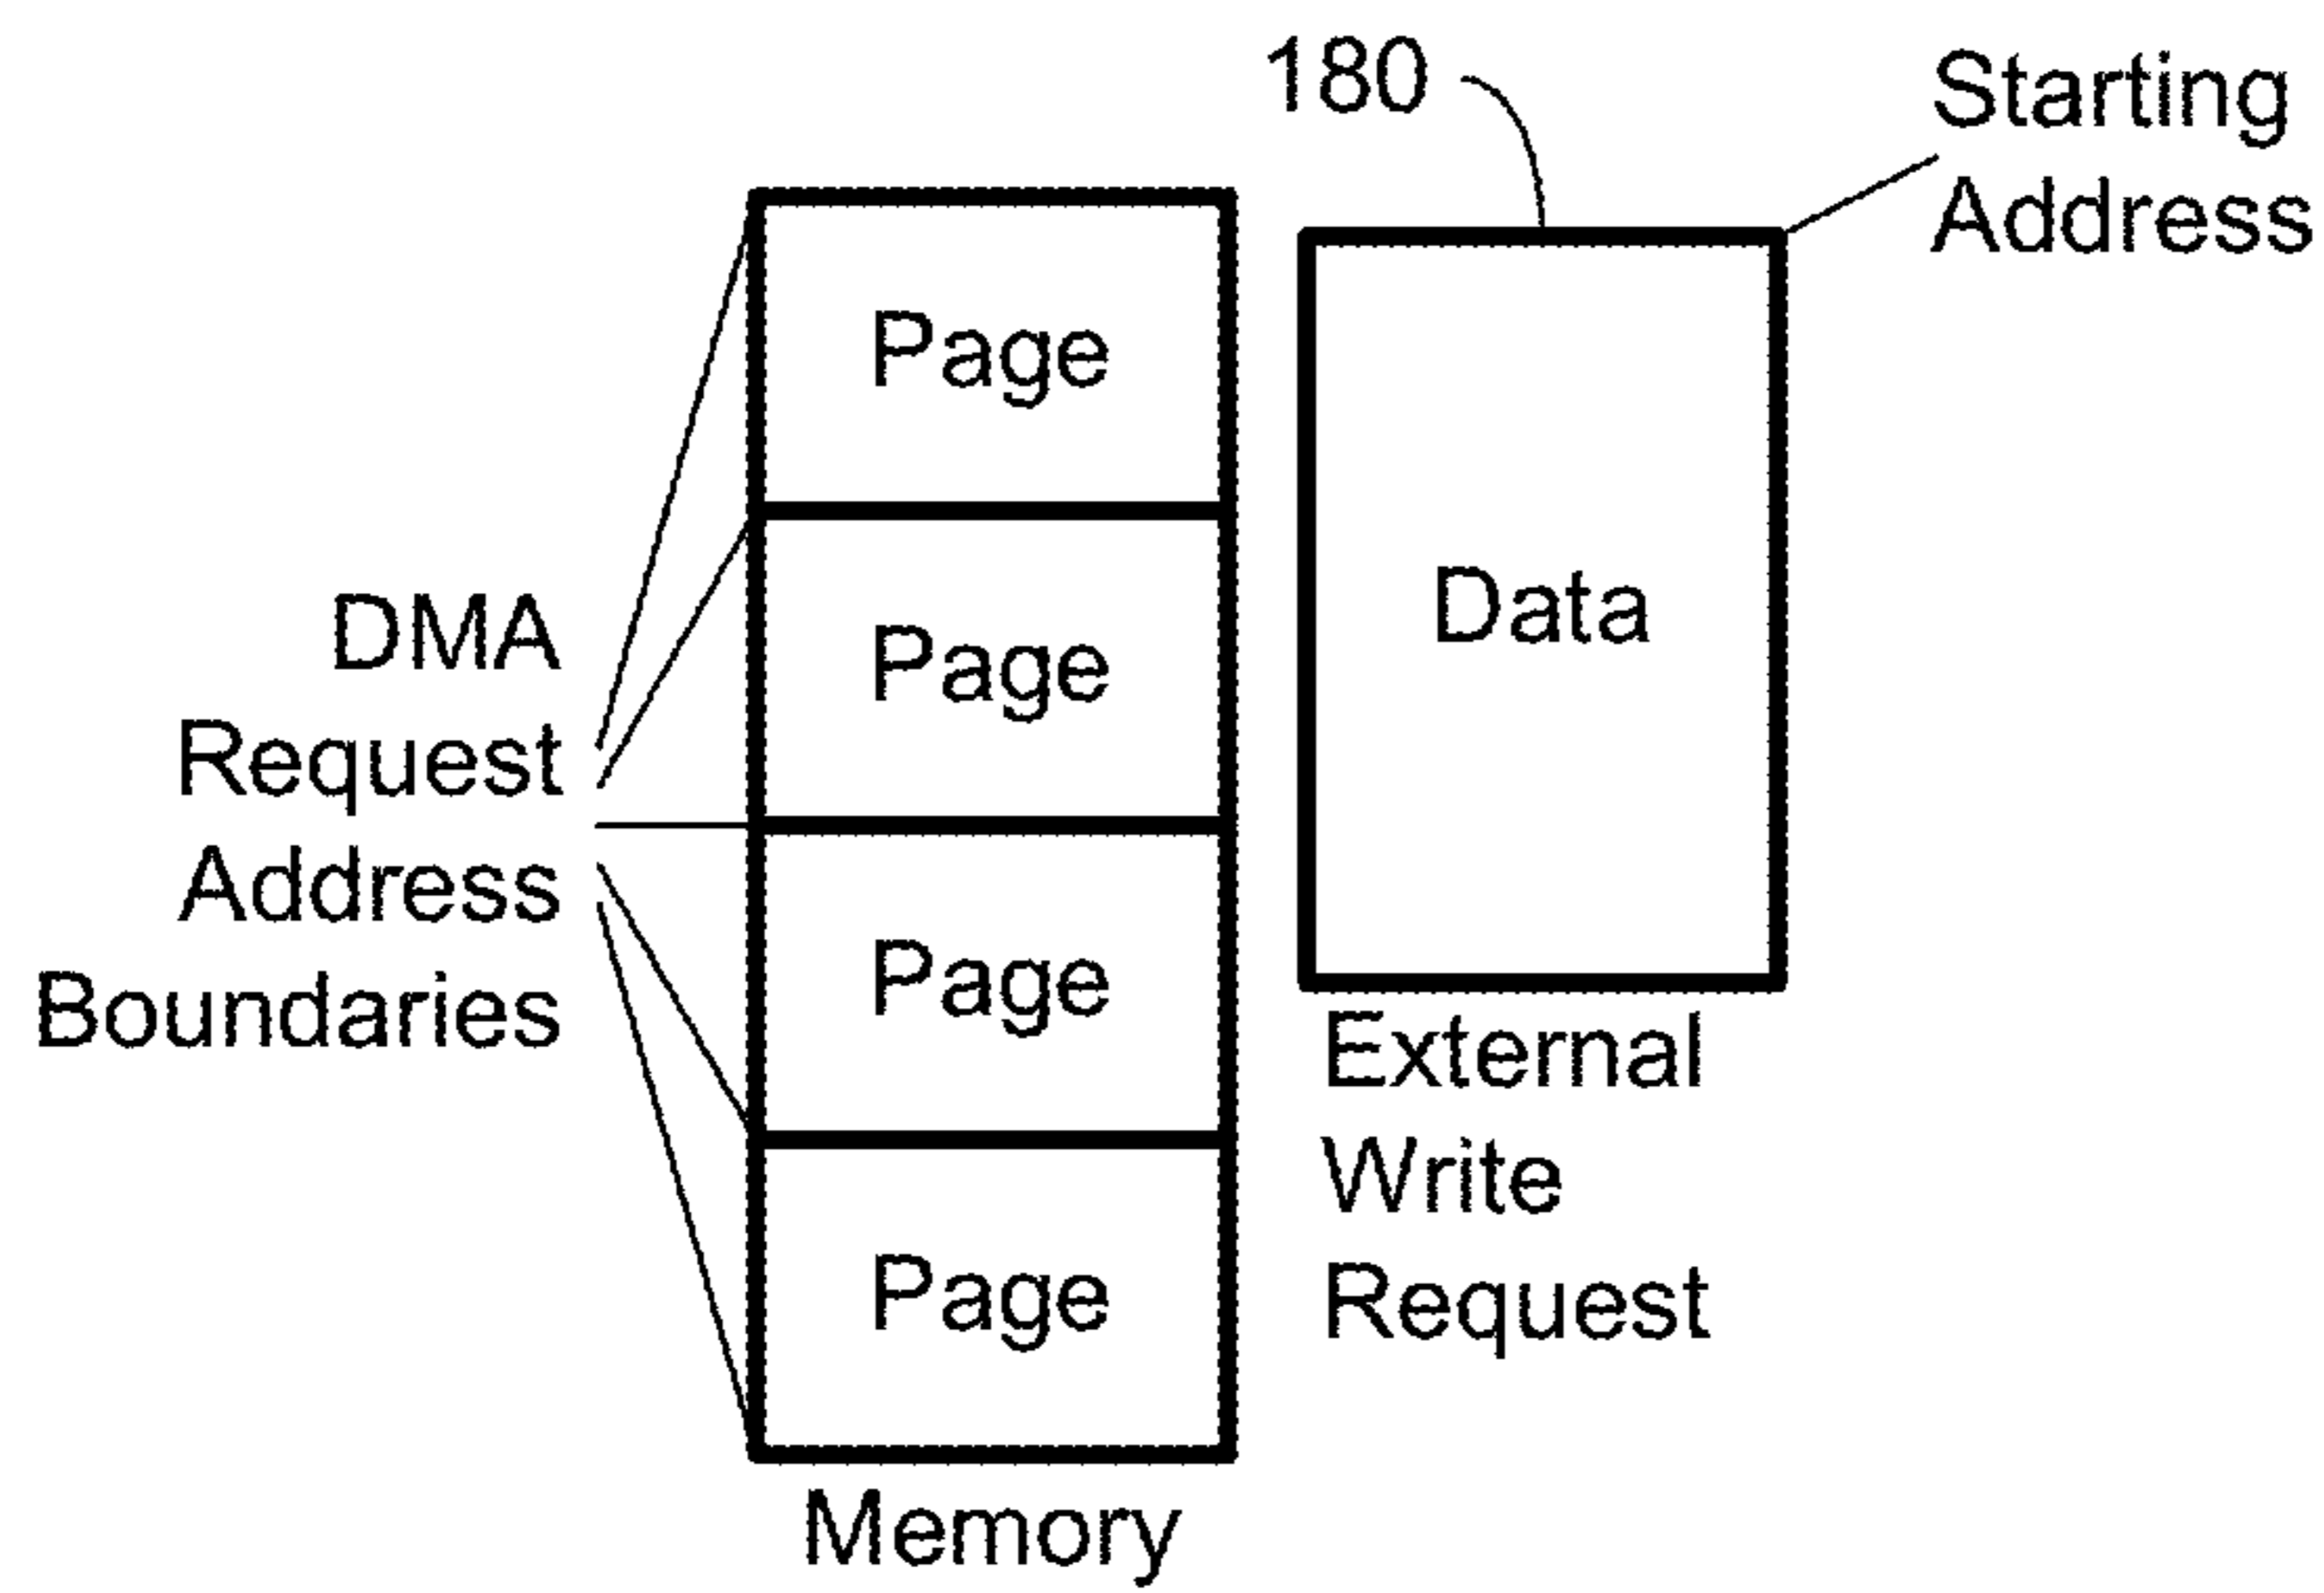 180
Starting
Address
Page
Page
Page
Page
Data
DMA
Request
Address
Boundaries
External
Write
Request
Memory